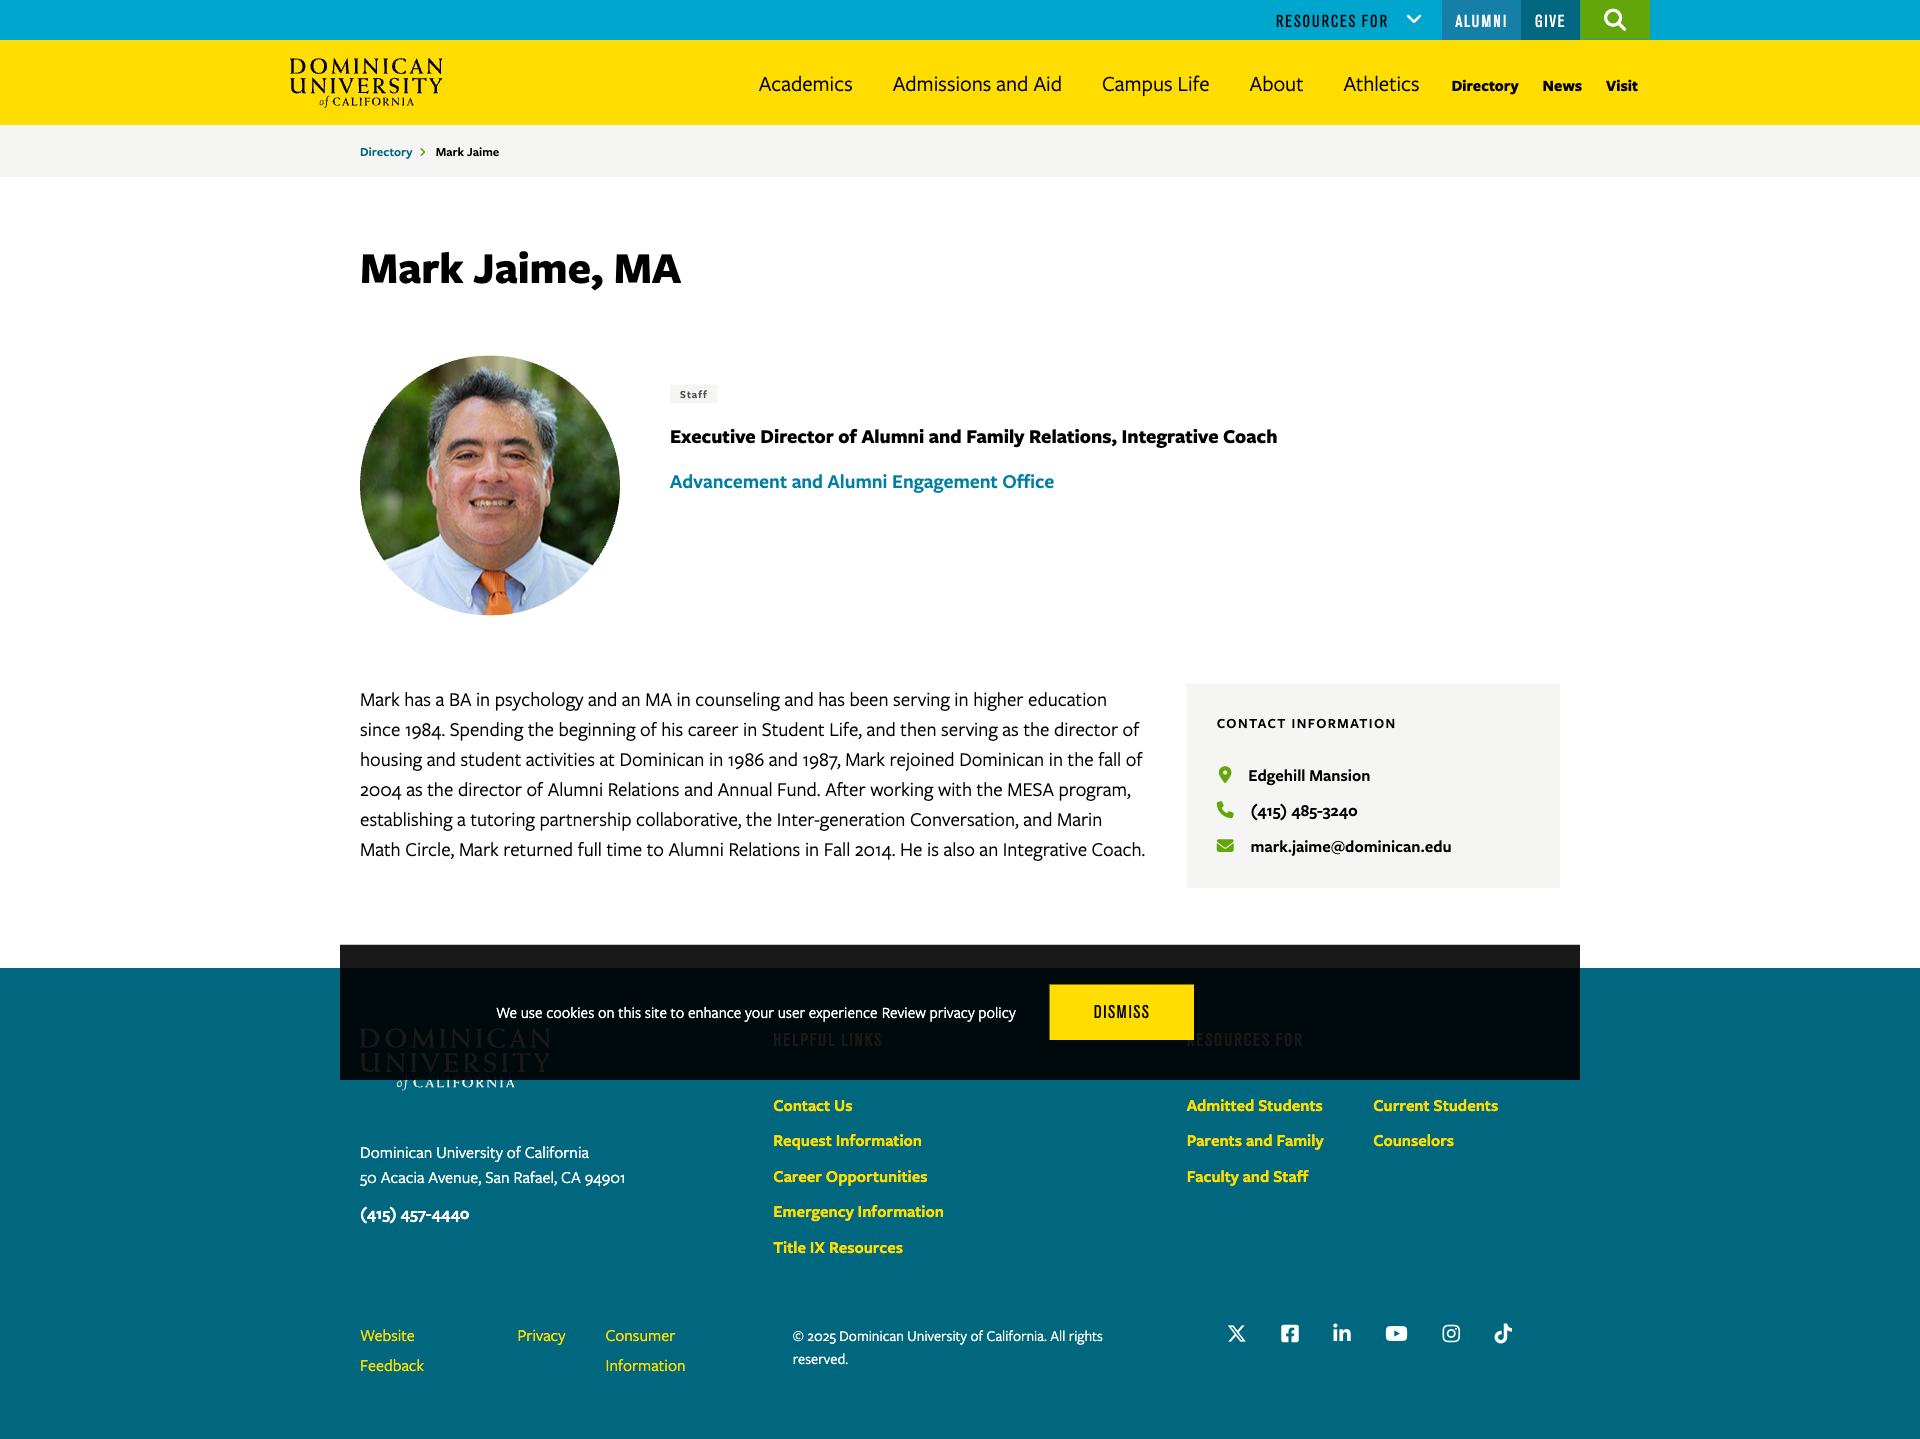 RESOURCES FOR
ALUMNI
GIVE
DOMINICAN
UNIVERSITY
of CALIFORNIA
Academics
Admissions and Aid
Campus Life
About
Athletics
Directory
News
Visit
Directory
Mark Jaime
Mark Jaime, MA
Staff
Executive Director of Alumni and Family Relations, Integrative Coach
Advancement and Alumni Engagement Office
Mark has a BA in psychology and an MA in counseling and has been serving in higher education
since 1984. Spending the beginning of his career in Student Life, and then serving as the director of
housing and student activities at Dominican in 1986 and 1987, Mark rejoined Dominican in the fall of
2004 as the director of Alumni Relations and Annual Fund. After working with the MESA program,
establishing a tutoring partnership collaborative, the Inter-generation Conversation, and Marin
Math Circle, Mark returned full time to Alumni Relations in Fall 2014. He is also an Integrative Coach.
CONTACT INFORMATION
Edgehill Mansion
(415) 485-3240
mark.jaime@dominican.edu
We use cookies on this site to enhance your user experience Review privacy policy
DISMISS
DOMINICAN
UNIVERSITY
of CALIFORNIA
Dominican University of California
50 Acacia Avenue, San Rafael, CA 94901
(415) 457-4440
HELPFUL LINKS
Contact Us
Request Information
Career Opportunities
Emergency Information
Title IX Resources
RESOURCES FOR
Admitted Students
Parents and Family
Faculty and Staff
Current Students
Counselors
Website
Feedback
Privacy
Consumer
Information
© 2025 Dominican University of California. All rights
reserved.